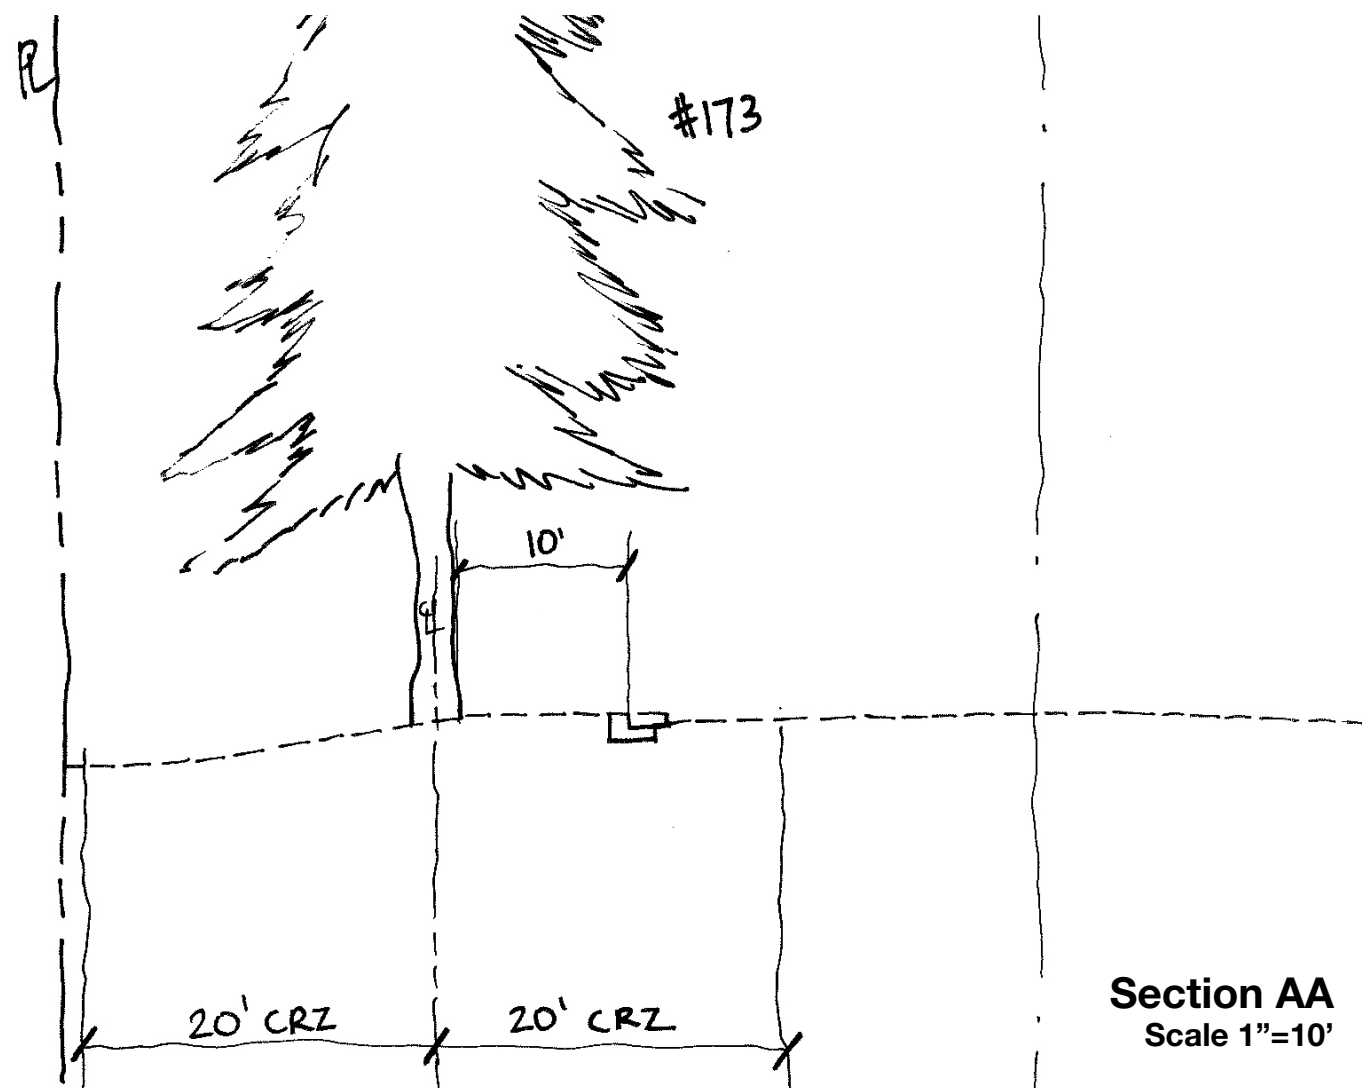 PL
#173
10'
CL
20' CRZ
20' CRZ
Section AA
Scale 1”=10’